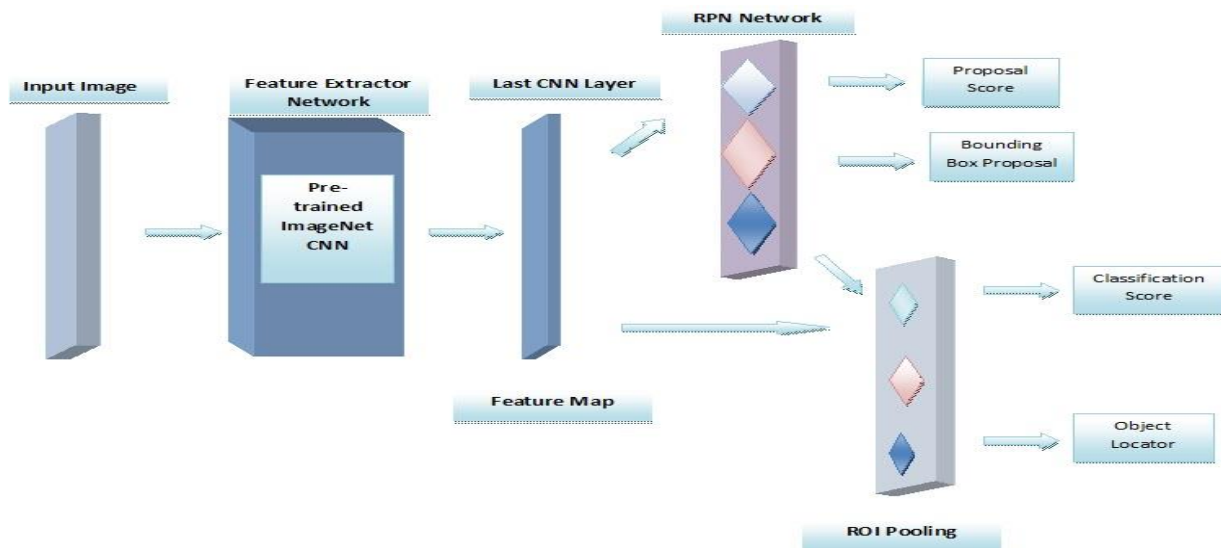 RPN Network
Proposal
Score
Input Image
Feature Extractor
Network
Last CNN Layer
Bounding
Box Proposal
Pre-
trained
ImageNet
CNN
Classification
Score
Feature Map
Object
Locator
ROI Pooling